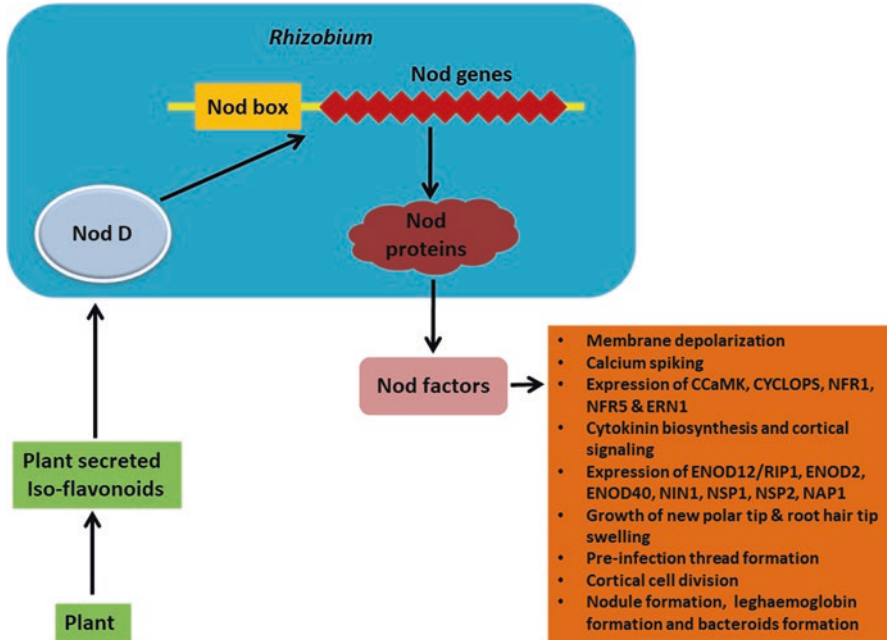 Rhizobium
Nod genes
Nod box
Nod D
Nod
proteins
Nod factors
Plant secreted
Iso-flavonoids
Plant
• Membrane depolarization
• Calcium spiking
• Expression of CCaMK, CYCLOPS, NFR1,
NFR5 & ERN1
• Cytokinin biosynthesis and cortical
signaling
• Expression of ENOD12/RIP1, ENOD2,
ENOD40, NIN1, NSP1, NSP2, NAP1
• Growth of new polar tip & root hair tip
swelling
• Pre-infection thread formation
• Cortical cell division
• Nodule formation, leghaemoglobin
formation and bacteroids formation